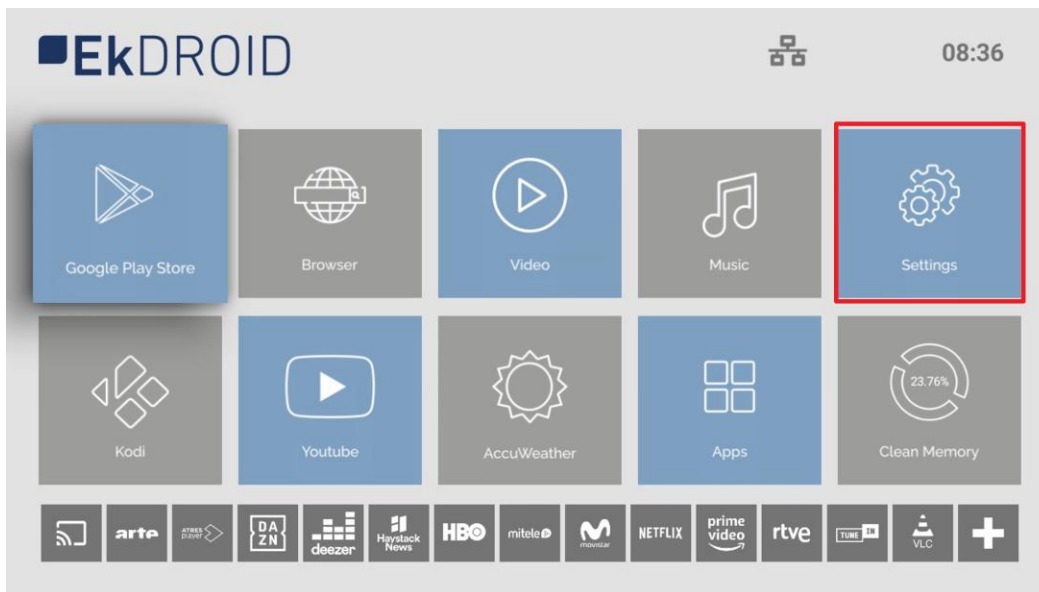 EkDROID
08:36
Google Play Store
Browser
Video
Music
Settings
Kodi
Youtube
AccuWeather
Apps
23.76%
Clean Memory
arte
ATRES
player
DA
ZN
deezer
Haystack
News
HBO
mitele
movistar
NETFLIX
prime
video
rtve
TUNE IN
VLC